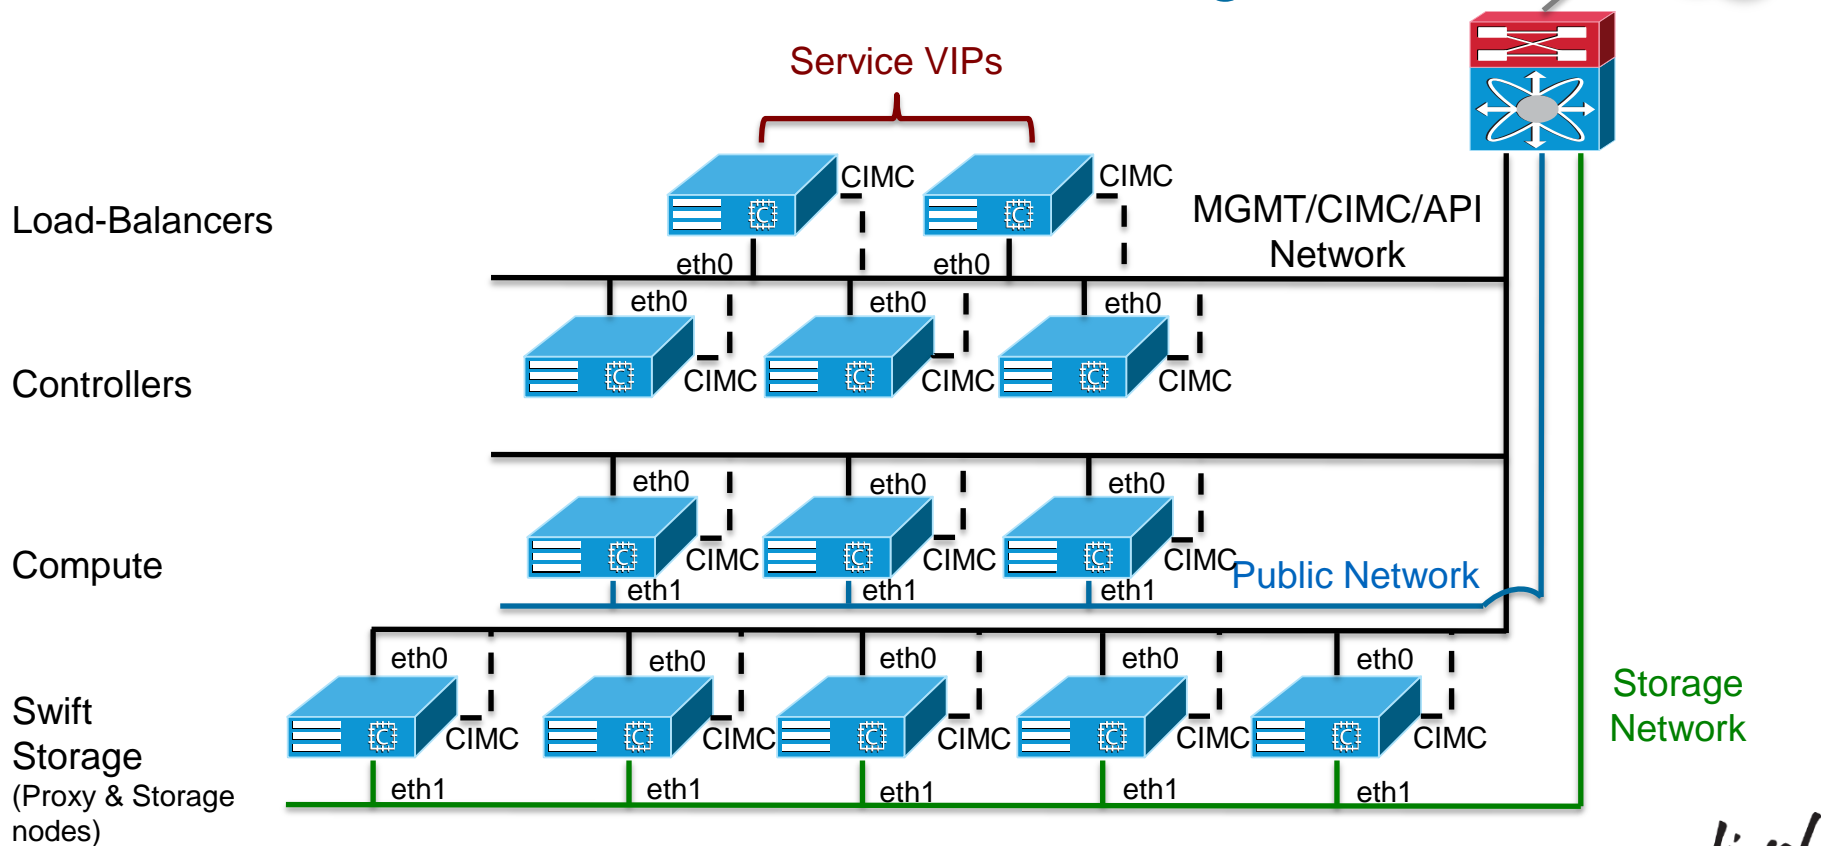 Service VIPs
CIMC
CIMC
Load-Balancers
MGMT/CIMC/API
Network
eth0
eth0
eth0
eth0
eth0
Controllers
CIMC
CIMC
CIMC
eth0
eth0
eth0
Compute
CIMC
CIMC
CIMC
Public Network
eth1
eth1
eth1
eth0
eth0
eth0
eth0
eth0
Swift
Storage
(Proxy & Storage
nodes)
CIMC
CIMC
CIMC
CIMC
CIMC
Storage
Network
eth1
eth1
eth1
eth1
eth1
C
C
C
C
C
C
C
C
C
C
C
C
C